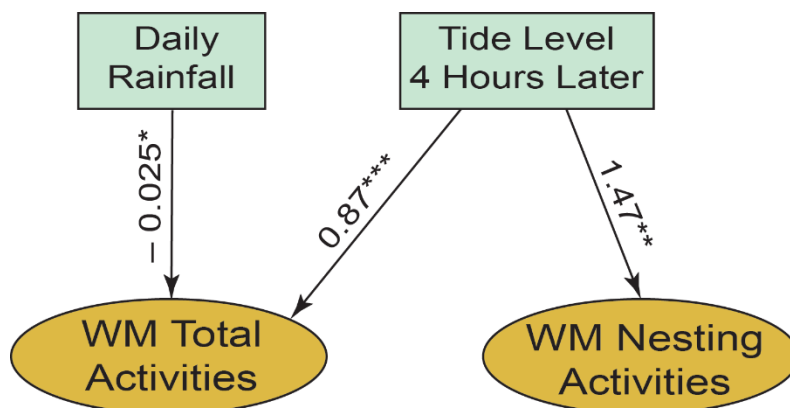 Daily
Rainfall
Tide Level
4 Hours Later
– 0.025*
0.87***
1.47**
WM Total
Activities
WM Nesting
Activities